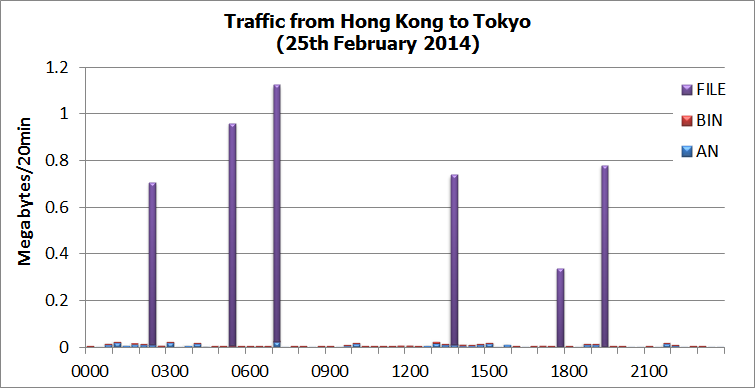 Traffic from Hong Kong to Tokyo
(25th February 2014)
Megabytes/20min
1.2
1
0.8
0.6
0.4
0.2
0
FILE
BIN
AN
0000 0300 0600 0900 1200 1500 1800 2100